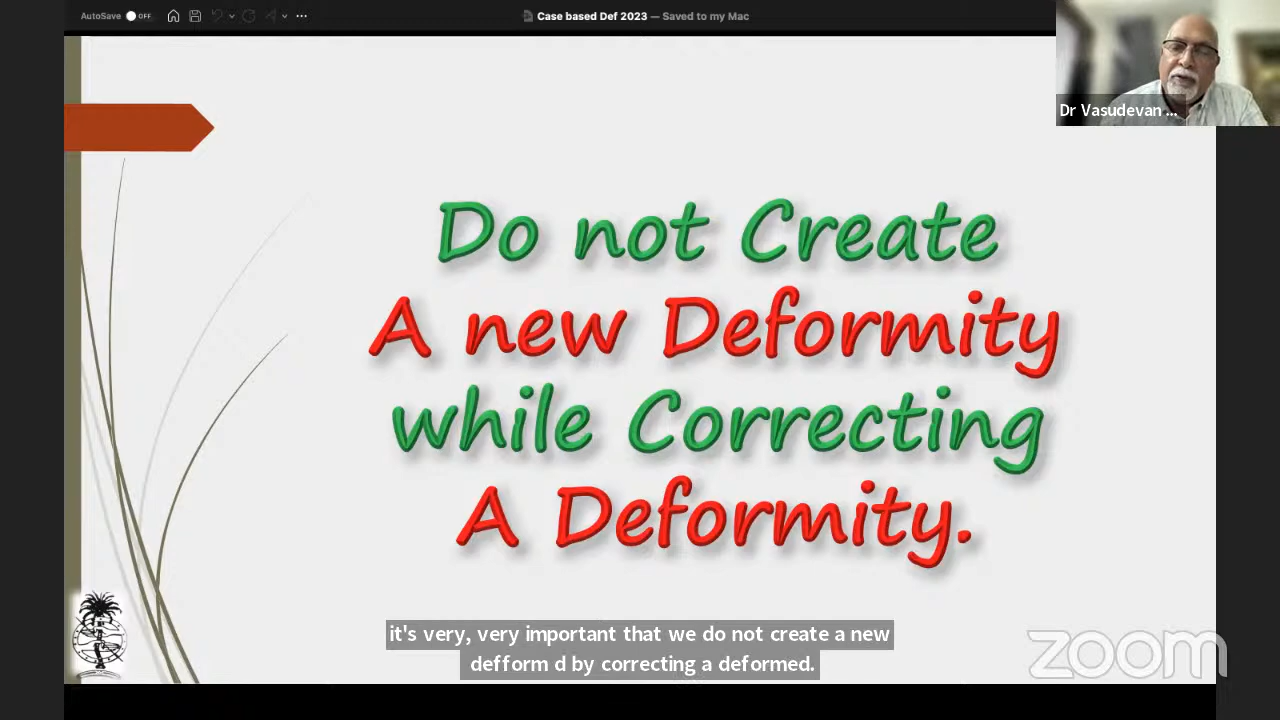 AutoSave OFF
Case based Def 2023 — Saved to my Mac
Dr Vasudevan ...
Do not Create
A new Deformity
while Correcting
A Deformity.
it's very, very important that we do not create a new
defform d by correcting a deformed.
zoom